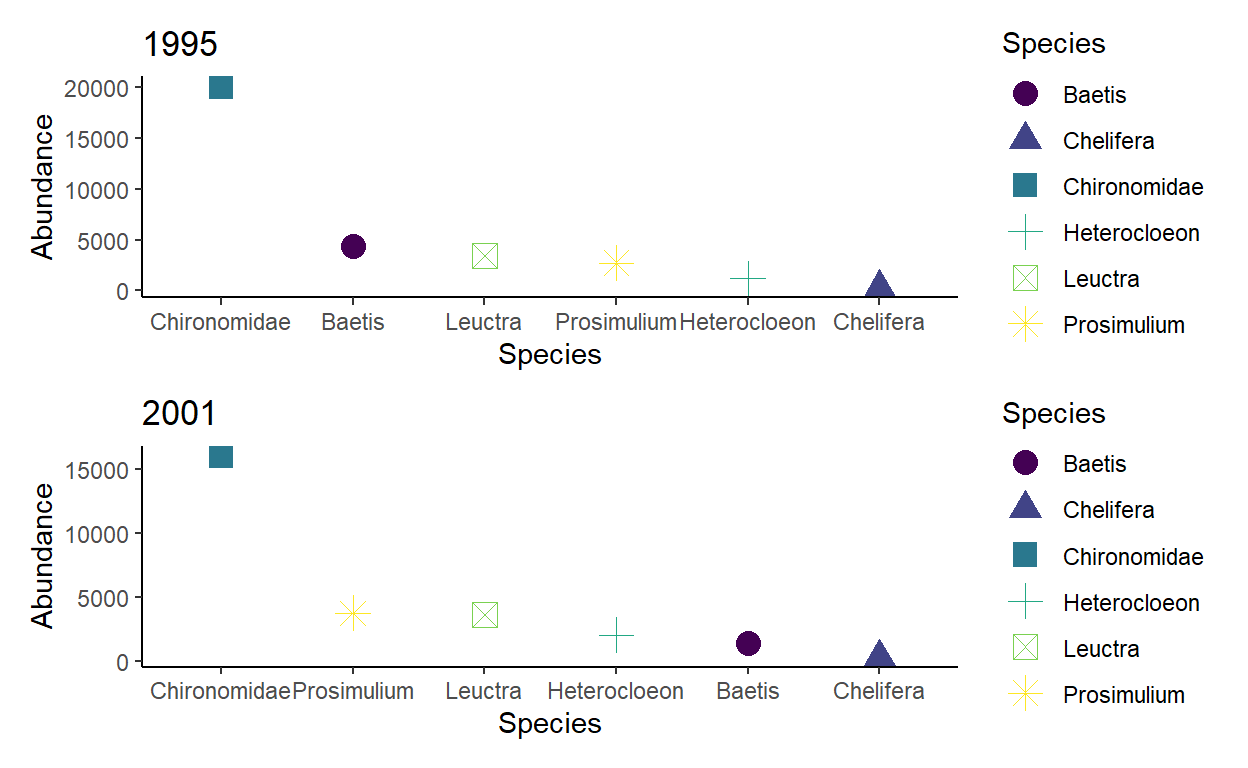 1995
Abundance
20000
15000
10000
5000
0
Chironomidae Baetis Leuctra Prosimulium Heterocloeon Chelifera
Species
Species
Baetis
Chelifera
Chironomidae
Heterocloeon
Leuctra
Prosimulium
2001
Abundance
15000
10000
5000
0
Chironomidae Prosimulium Leuctra Heterocloeon Baetis Chelifera
Species
Species
Baetis
Chelifera
Chironomidae
Heterocloeon
Leuctra
Prosimulium